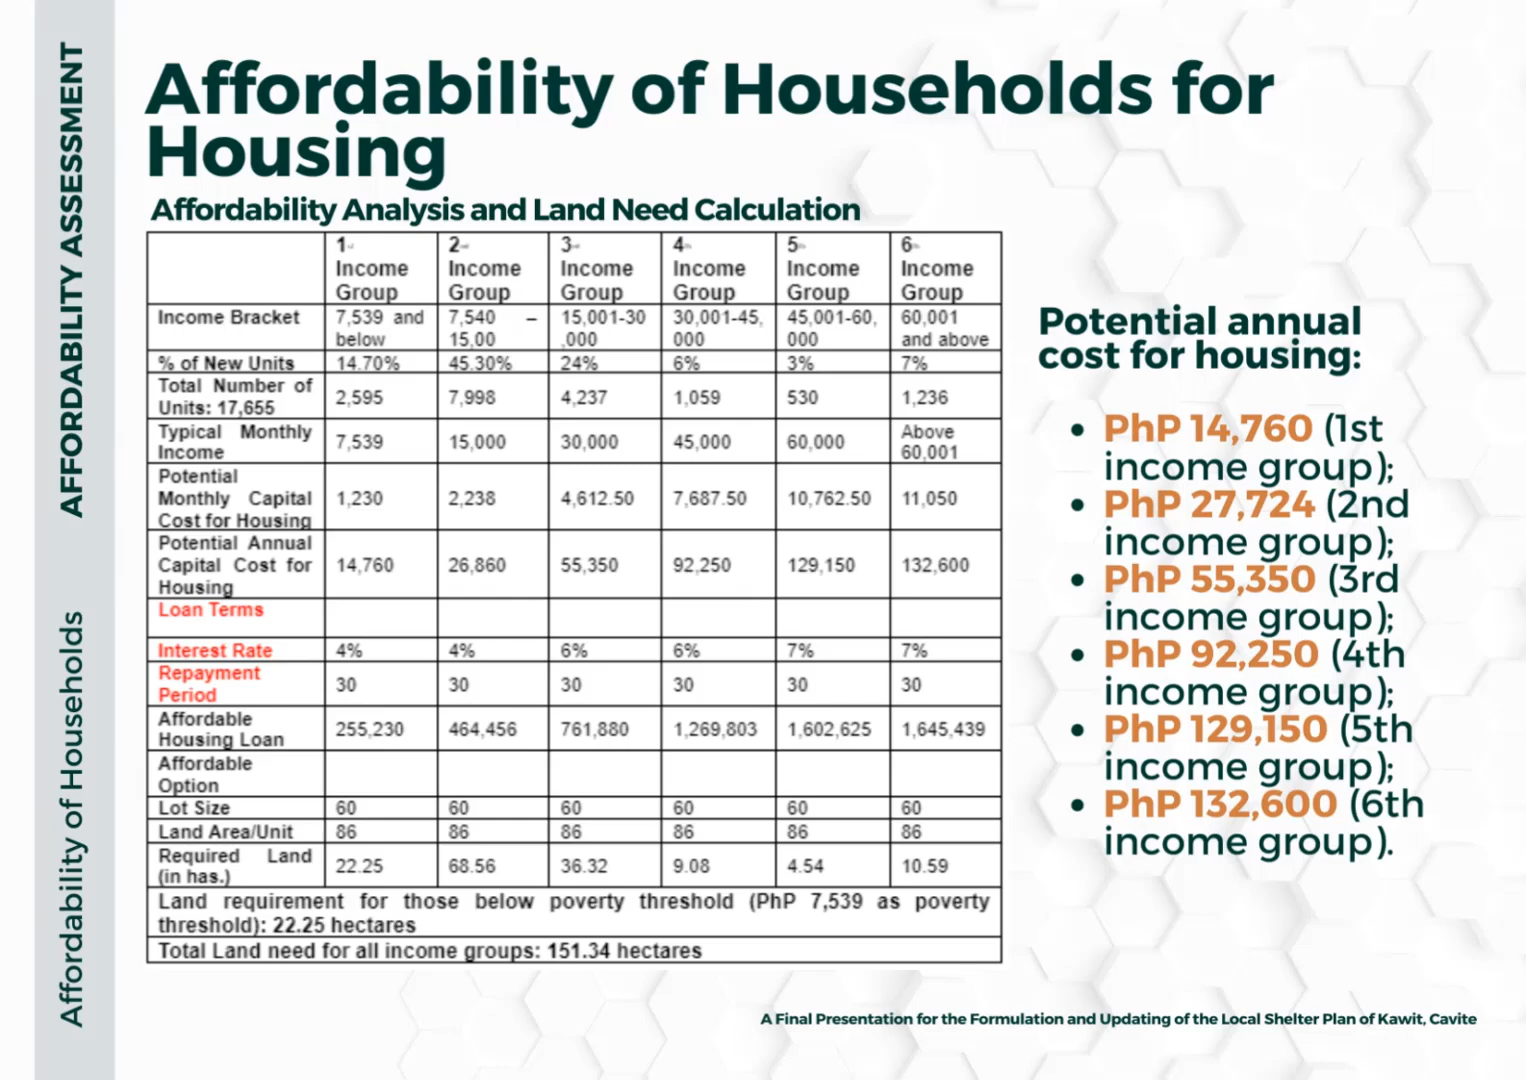 AFFORDABILITY ASSESSMENT
Affordability of Households
Affordability of Households for
Housing
Affordability Analysis and Land Need Calculation
1 Income Group 2 Income Group 3 Income Group 4 Income Group 5 Income Group 6 Income Group
Income Bracket 7,539 and below 7,540 – 15,00 15,001-30,000 30,001-45,000 45,001-60,000 60,001 and above
% of New Units 14.70% 45.30% 24% 6% 3% 7%
Total Number of Units: 17,655 2,595 7,998 4,237 1,059 530 1,236
Typical Monthly Income 7,539 15,000 30,000 45,000 60,000 Above 60,001
Potential Monthly Capital Cost for Housing 1,230 2,238 4,612.50 7,687.50 10,762.50 11,050
Potential Annual Capital Cost for Housing 14,760 26,860 55,350 92,250 129,150 132,600
Loan Terms
Interest Rate 4% 4% 6% 6% 7% 7%
Repayment Period 30 30 30 30 30 30
Affordable Housing Loan 255,230 464,456 761,880 1,269,803 1,602,625 1,645,439
Affordable Option
Lot Size 60 60 60 60 60 60
Land Area/Unit 86 86 86 86 86 86
Required Land (in has.) 22.25 68.56 36.32 9.08 4.54 10.59
Land requirement for those below poverty threshold (PhP 7,539 as poverty
threshold): 22.25 hectares
Total Land need for all income groups: 151.34 hectares
Potential annual
cost for housing:
• PhP 14,760 (1st
income group);
• PhP 27,724 (2nd
income group);
• PhP 55,350 (3rd
income group);
• PhP 92,250 (4th
income group);
• PhP 129,150 (5th
income group);
• PhP 132,600 (6th
income group).
A Final Presentation for the Formulation and Updating of the Local Shelter Plan of Kawit, Cavite